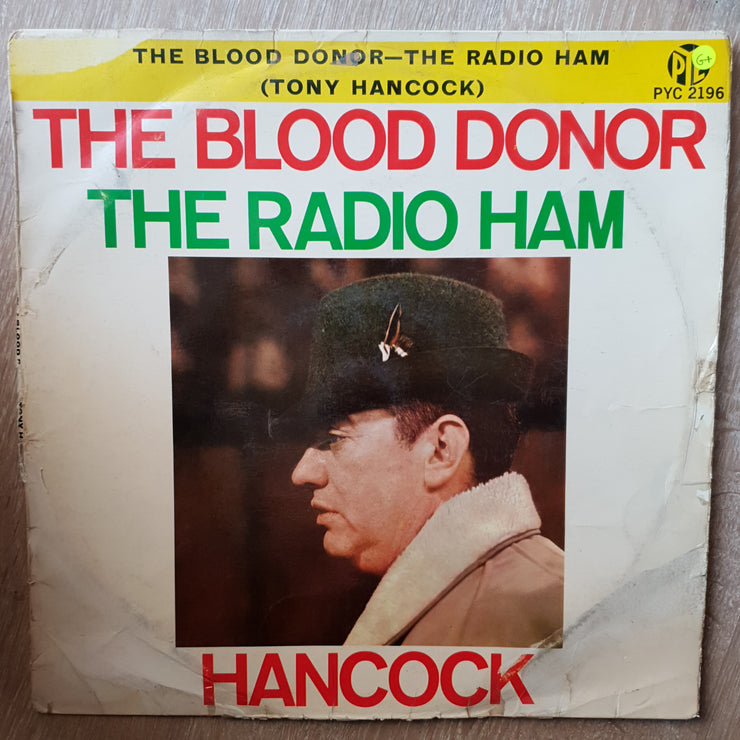 THE BLOOD DONOR—THE RADIO HAM
(TONY HANCOCK)
PYE
G+
PYC 2196
THE BLOOD DONOR
THE RADIO HAM
HANCOCK